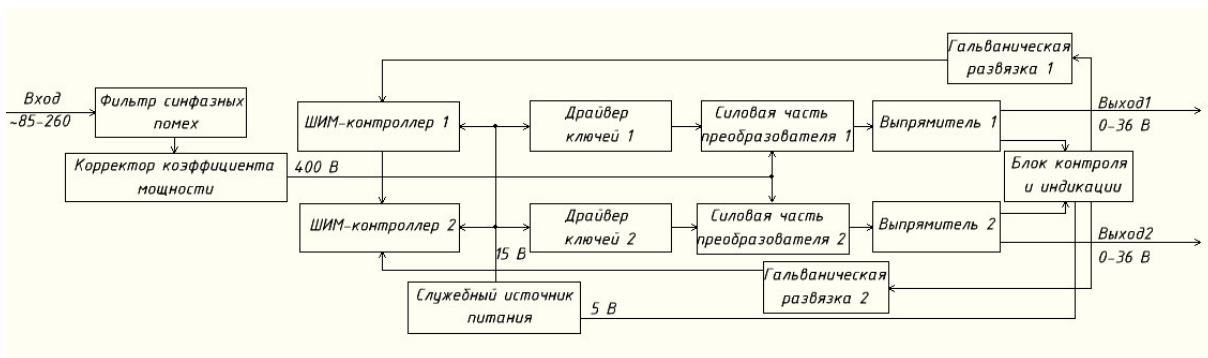 Гальваническая
развязка 1
Вход
~85-260
Фильтр синфазных
помех
ШИМ-контроллер 1
Драйвер
ключей 1
Силовая часть
преобразователя 1
Выпрямитель 1
Выход1
0-36 В
Корректор коэффициента
мощности
400 В
Блок контроля
и индикации
ШИМ-контроллер 2
Драйвер
ключей 2
Силовая часть
преобразователя 2
Выпрямитель 2
Выход2
0-36 В
15 В
Гальваническая
развязка 2
Служебный источник
питания
5 В